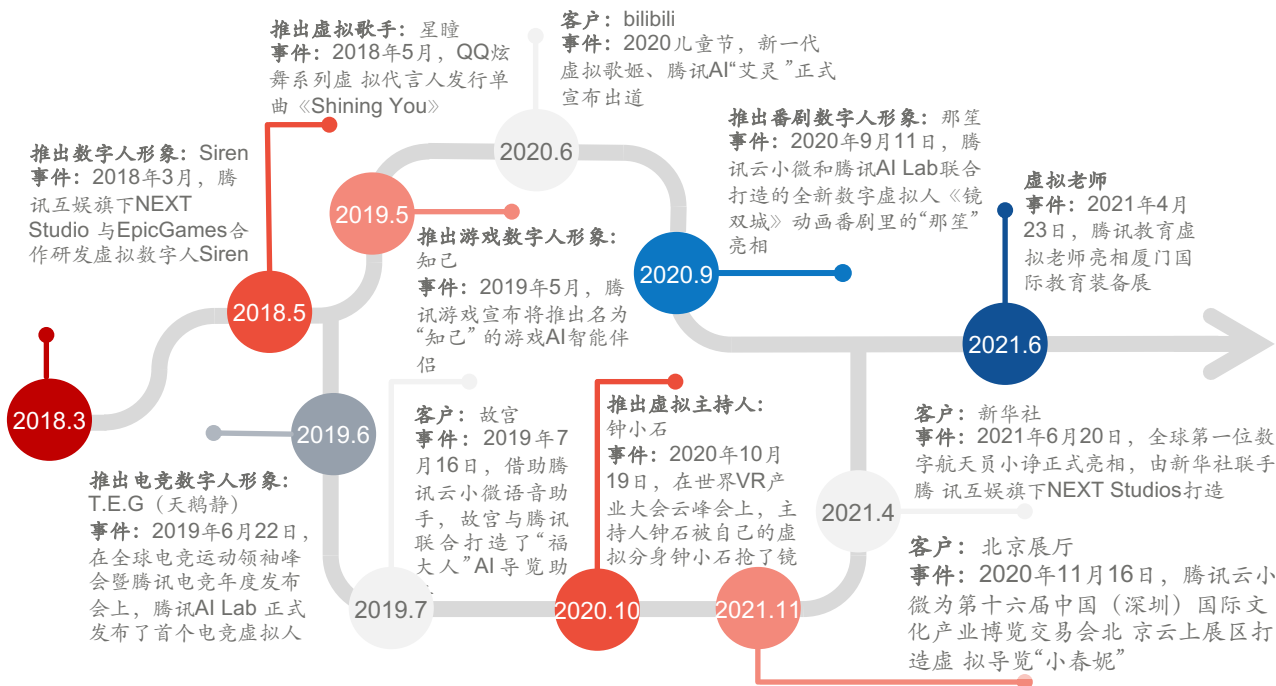 推出虚拟歌手：星瞳
事件：2018年5月，QQ炫
舞系列虚 拟代言人发行单
曲《Shining You》
客户：bilibili
事件：2020儿童节，新一代
虚拟歌姬、腾讯AI“艾灵 ”正式
宣布出道
推出数字人形象：Siren
事件：2018年3月，腾
讯互娱旗下NEXT
Studio 与EpicGames合
作研发虚拟数字人Siren
2020.6
推出番剧数字人形象：那笙
事件：2020年9月11日，腾
讯云小微和腾讯AI Lab联合
打造的全新数字虚拟人《镜
双城》动画番剧里的“那笙”
亮相
虚拟老师
事件：2021年4月
23日，腾讯教育虚
拟老师亮相厦门国
际教育装备展
2019.5
推出游戏数字人形象：
知己
事件：2019年5月，腾
讯游戏宣布将推出名为
“知己” 的游戏AI智能伴
侣
2018.5
2020.9
2021.6
2018.3
2019.6
推出电竞数字人形象：
T.E.G（天鹅静）
事件：2019年6月22日，
在全球电竞运动领袖峰
会暨腾讯电竞年度发布
会上，腾讯AI Lab 正式
发布了首个电竞虚拟人
客户：故宫
事件：2019年7
月16日，借助腾
讯云小微语音助
手，故宫与腾讯
联合打造了“福
大人”AI 导览助
推出虚拟主持人：
钟小石
事件：2020年10月
19日，在世界VR产
业大会云峰会上，主
持人钟石被自己的虚
拟分身钟小石抢了镜
客户：新华社
事件：2021年6月20日，全球第一位数
字航天员小诤正式亮相，由新华社联手
腾 讯互娱旗下NEXT Studios打造
2021.4
2019.7
2020.10
2021.11
客户：北京展厅
事件：2020年11月16日，腾讯云小
微为第十六届中国（深圳）国际文
化产业博览交易会北 京云上展区打
造虚 拟导览“小春妮”